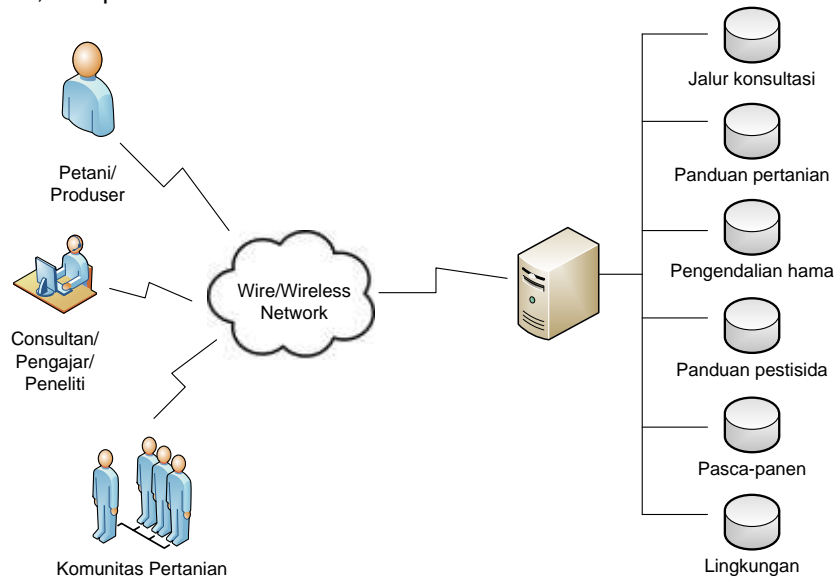 Petani/
Produser
Consultan/
Pengajar/
Peneliti
Komunitas Pertanian
Wire/Wireless
Network
Jalur konsultasi
Panduan pertanian
Pengendalian hama
Panduan pestisida
Pasca-panen
Lingkungan